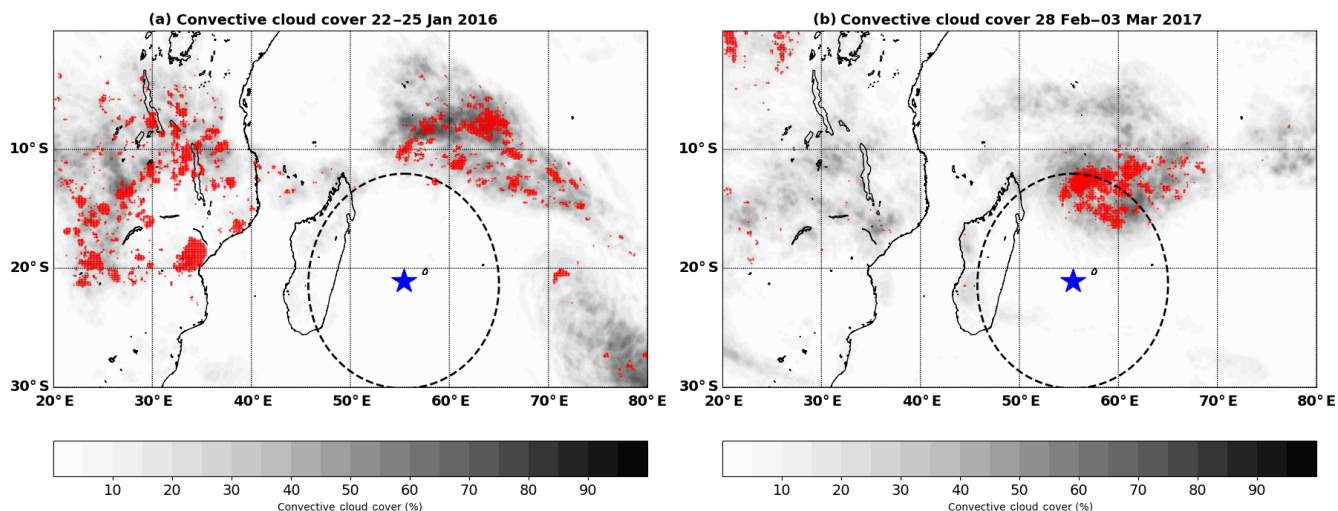 (a) Convective cloud cover 22–25 Jan 2016
(b) Convective cloud cover 28 Feb–03 Mar 2017
10°S
20°S
30°S
20°E 30°E 40°E 50°E 60°E 70°E 80°E
10°S
20°S
30°S
20°E 30°E 40°E 50°E 60°E 70°E 80°E
10 20 30 40 50 60 70 80 90
Convective cloud cover (%)
10 20 30 40 50 60 70 80 90
Convective cloud cover (%)